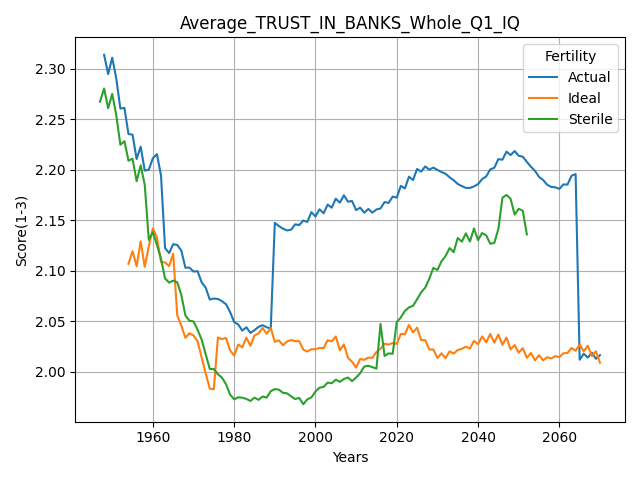 Average_TRUST_IN_BANKS_Whole_Q1_IQ
Fertility
Actual
Ideal
Sterile
Score(1-3)
2.30
2.25
2.20
2.15
2.10
2.05
2.00
1960
1980
2000
2020
2040
2060
Years